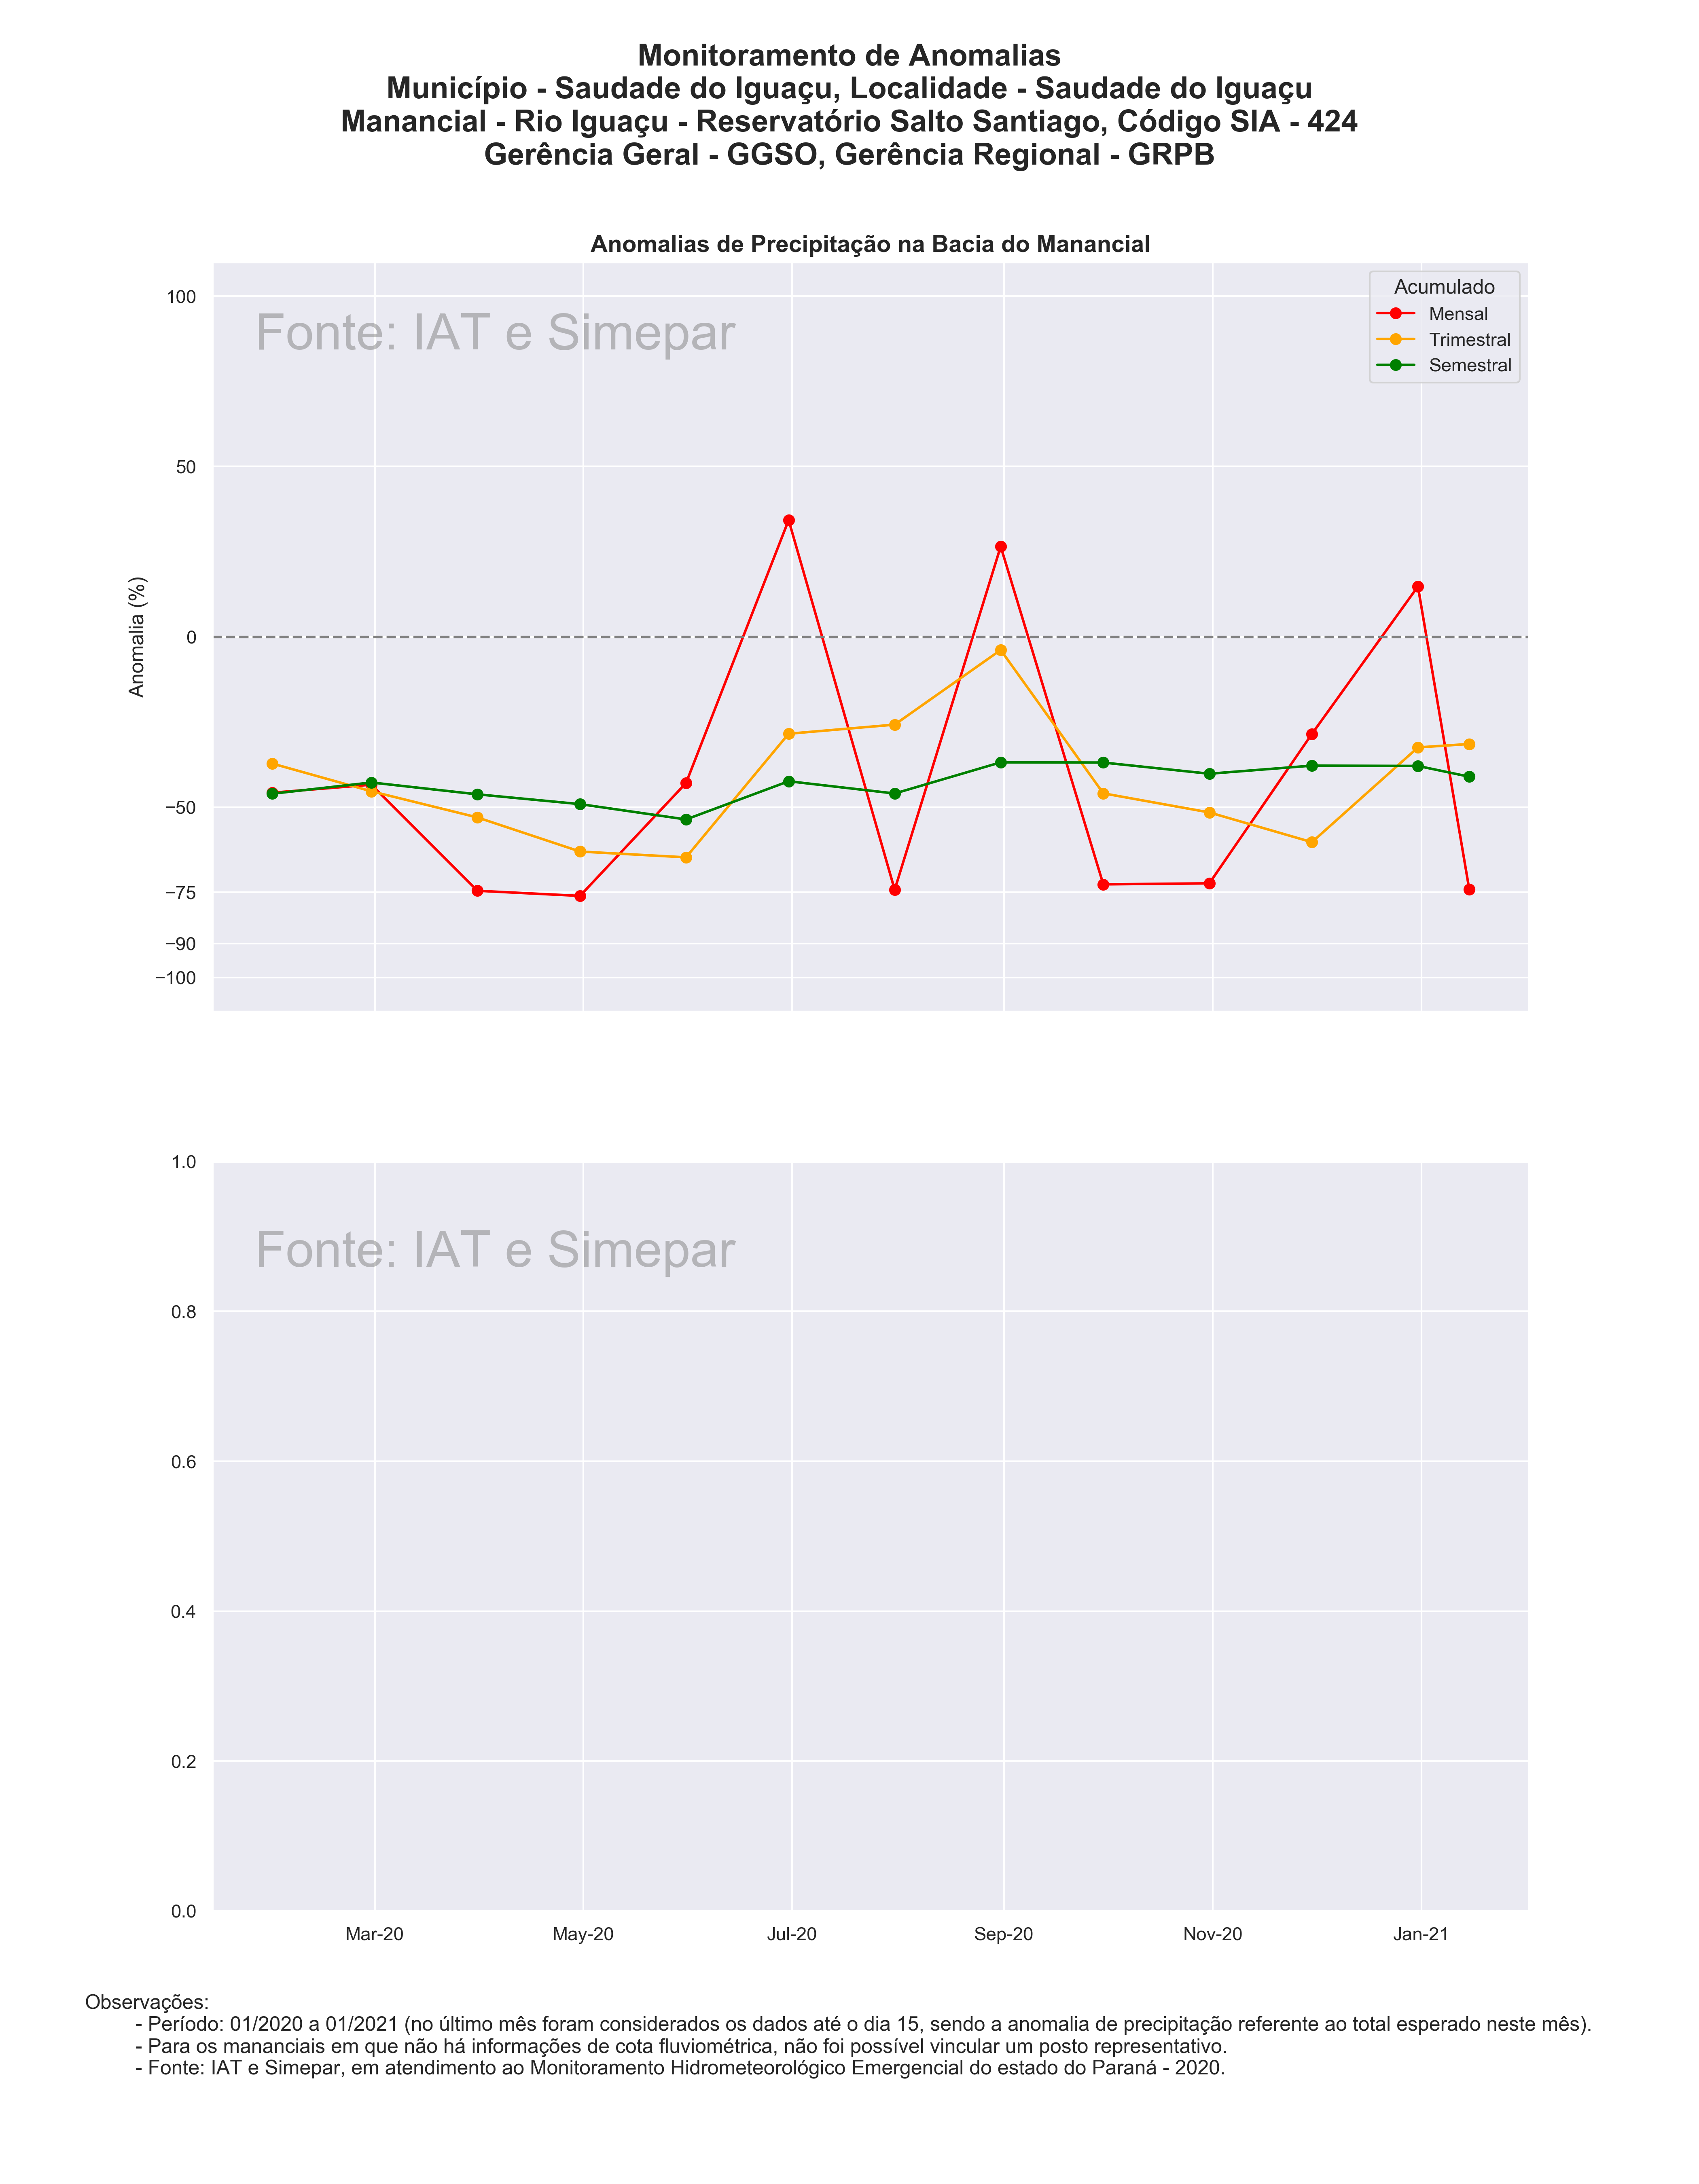 Monitoramento de Anomalias
Município - Saudade do Iguaçu, Localidade - Saudade do Iguaçu
Manancial - Rio Iguaçu - Reservatório Salto Santiago, Código SIA - 424
Gerência Geral - GGSO, Gerência Regional - GRPB
Anomalias de Precipitação na Bacia do Manancial
Fonte: IAT e Simepar
Acumulado
Mensal
Trimestral
Semestral
Anomalia (%)
100
50
0
−50
−75
−90
−100
Fonte: IAT e Simepar
1.0
0.8
0.6
0.4
0.2
0.0
Mar-20 May-20 Jul-20 Sep-20 Nov-20 Jan-21
Observações:
- Período: 01/2020 a 01/2021 (no último mês foram considerados os dados até o dia 15, sendo a anomalia de precipitação referente ao total esperado neste mês).
- Para os mananciais em que não há informações de cota fluviométrica, não foi possível vincular um posto representativo.
- Fonte: IAT e Simepar, em atendimento ao Monitoramento Hidrometeorológico Emergencial do estado do Paraná - 2020.